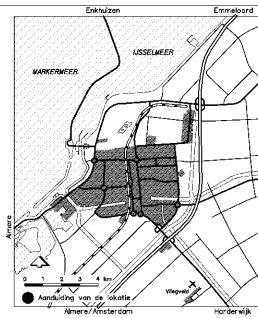 Enkhuizen Emmeloord
IJSSELMEER
MARKERMEER
Almere
0 1 2 3 4 km
Vliegveld
Aanduiding van de lokatie
Almere/Amsterdam Harderwijk